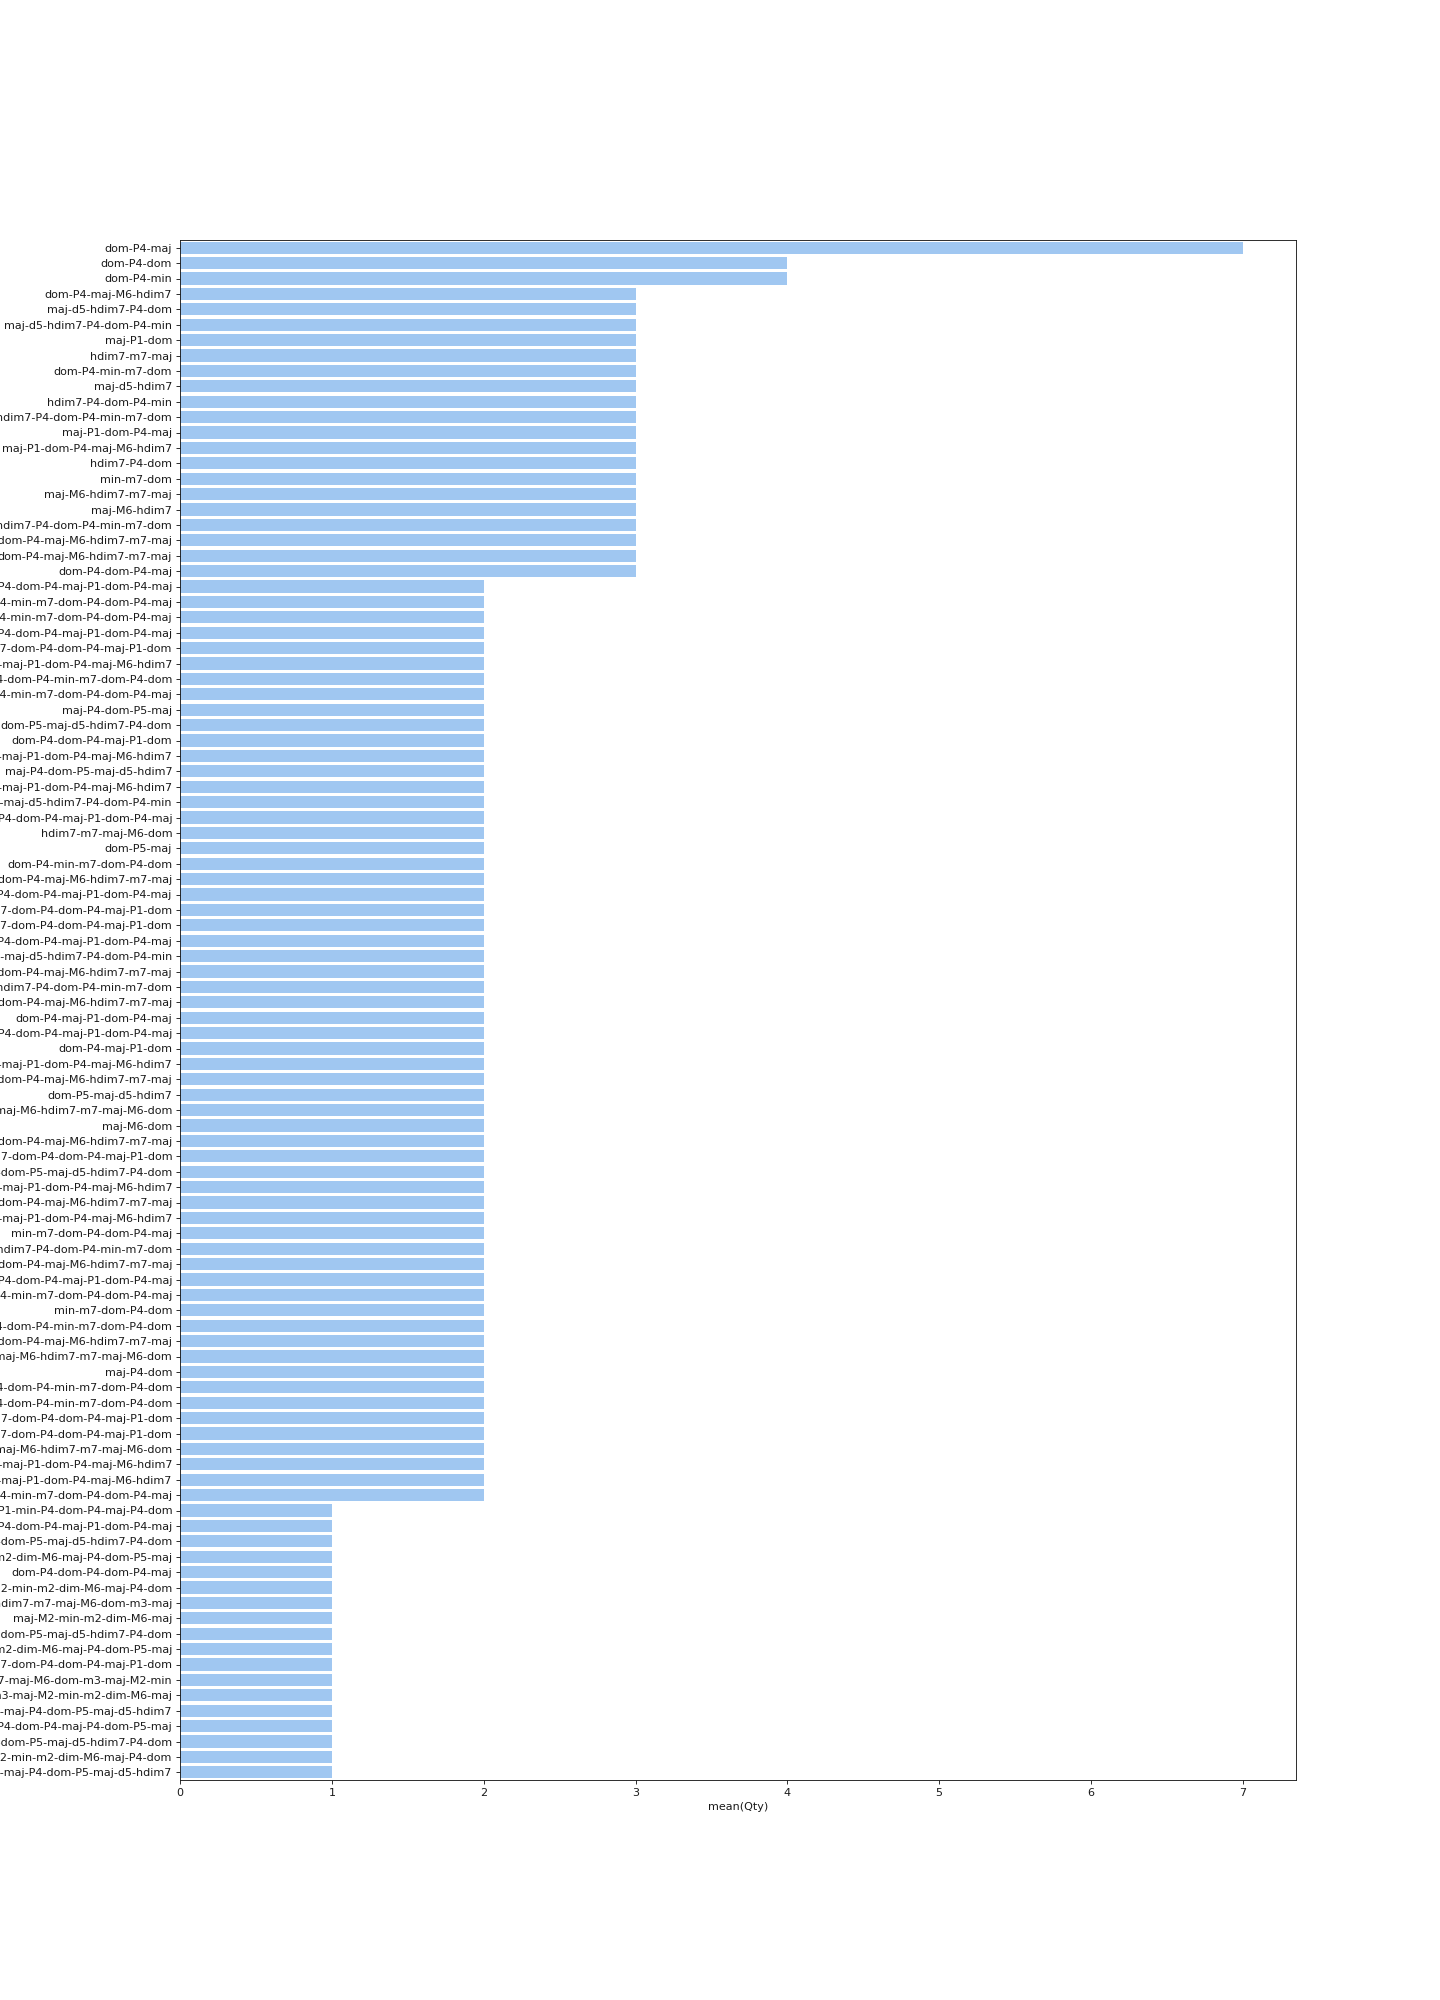 dom-P4-maj
dom-P4-dom
dom-P4-min
dom-P4-maj-M6-hdim7
maj-d5-hdim7-P4-dom
maj-d5-hdim7-P4-dom-P4-min
maj-P1-dom
hdim7-m7-maj
dom-P4-min-m7-dom
maj-d5-hdim7
hdim7-P4-dom-P4-min
hdim7-P4-dom-P4-min-m7-dom
maj-P1-dom-P4-maj
maj-P1-dom-P4-maj-M6-hdim7
hdim7-P4-dom
min-m7-dom
maj-M6-hdim7-m7-maj
maj-M6-hdim7
hdim7-P4-dom-P4-min-m7-dom
dom-P4-maj-M6-hdim7-m7-maj
dom-P4-maj-M6-hdim7-m7-maj
dom-P4-dom-P4-maj
P4-dom-P4-maj-P1-dom-P4-maj
4-min-m7-dom-P4-dom-P4-maj
4-min-m7-dom-P4-dom-P4-maj
P4-dom-P4-maj-P1-dom-P4-maj
7-dom-P4-dom-P4-maj-P1-dom
-maj-P1-dom-P4-maj-M6-hdim7
4-dom-P4-min-m7-dom-P4-dom
4-min-m7-dom-P4-dom-P4-maj
maj-P4-dom-P5-maj
dom-P5-maj-d5-hdim7-P4-dom
dom-P4-dom-P4-maj-P1-dom
-maj-P1-dom-P4-maj-M6-hdim7
maj-P4-dom-P5-maj-d5-hdim7
-maj-P1-dom-P4-maj-M6-hdim7
-maj-d5-hdim7-P4-dom-P4-min
P4-dom-P4-maj-P1-dom-P4-maj
hdim7-m7-maj-M6-dom
dom-P5-maj
dom-P4-min-m7-dom-P4-dom
dom-P4-maj-M6-hdim7-m7-maj
P4-dom-P4-maj-P1-dom-P4-maj
7-dom-P4-dom-P4-maj-P1-dom
7-dom-P4-dom-P4-maj-P1-dom
P4-dom-P4-maj-P1-dom-P4-maj
-maj-d5-hdim7-P4-dom-P4-min
dom-P4-maj-M6-hdim7-m7-maj
hdim7-P4-dom-P4-min-m7-dom
dom-P4-maj-M6-hdim7-m7-maj
dom-P4-maj-P1-dom-P4-maj
P4-dom-P4-maj-P1-dom-P4-maj
dom-P4-maj-P1-dom
-maj-P1-dom-P4-maj-M6-hdim7
dom-P4-maj-M6-hdim7-m7-maj
dom-P5-maj-d5-hdim7
maj-M6-hdim7-m7-maj-M6-dom
maj-M6-dom
dom-P4-maj-M6-hdim7-m7-maj
7-dom-P4-dom-P4-maj-P1-dom
-dom-P5-maj-d5-hdim7-P4-dom
-maj-P1-dom-P4-maj-M6-hdim7
dom-P4-maj-M6-hdim7-m7-maj
-maj-P1-dom-P4-maj-M6-hdim7
min-m7-dom-P4-dom-P4-maj
hdim7-P4-dom-P4-min-m7-dom
dom-P4-maj-M6-hdim7-m7-maj
P4-dom-P4-maj-P1-dom-P4-maj
4-min-m7-dom-P4-dom-P4-maj
min-m7-dom-P4-dom
4-dom-P4-min-m7-dom-P4-dom
dom-P4-maj-M6-hdim7-m7-maj
maj-M6-hdim7-m7-maj-M6-dom
maj-P4-dom
4-dom-P4-min-m7-dom-P4-dom
4-dom-P4-min-m7-dom-P4-dom
7-dom-P4-dom-P4-maj-P1-dom
7-dom-P4-dom-P4-maj-P1-dom
maj-M6-hdim7-m7-maj-M6-dom
-maj-P1-dom-P4-maj-M6-hdim7
-maj-P1-dom-P4-maj-M6-hdim7
4-min-m7-dom-P4-dom-P4-maj
P1-min-P4-dom-P4-maj-P4-dom
P4-dom-P4-maj-P1-dom-P4-maj
-dom-P5-maj-d5-hdim7-P4-dom
m2-dim-M6-maj-P4-dom-P5-maj
dom-P4-dom-P4-dom-P4-maj
2-min-m2-dim-M6-maj-P4-dom
hdim7-m7-maj-M6-dom-m3-maj
maj-M2-min-m2-dim-M6-maj
-dom-P5-maj-d5-hdim7-P4-dom
m2-dim-M6-maj-P4-dom-P5-maj
7-dom-P4-dom-P4-maj-P1-dom
7-maj-M6-dom-m3-maj-M2-min
m3-maj-M2-min-m2-dim-M6-maj
-maj-P4-dom-P5-maj-d5-hdim7
P4-dom-P4-maj-P4-dom-P5-maj
-dom-P5-maj-d5-hdim7-P4-dom
2-min-m2-dim-M6-maj-P4-dom
-maj-P4-dom-P5-maj-d5-hdim7
0 1 2 3 4 5 6 7
mean(Qty)